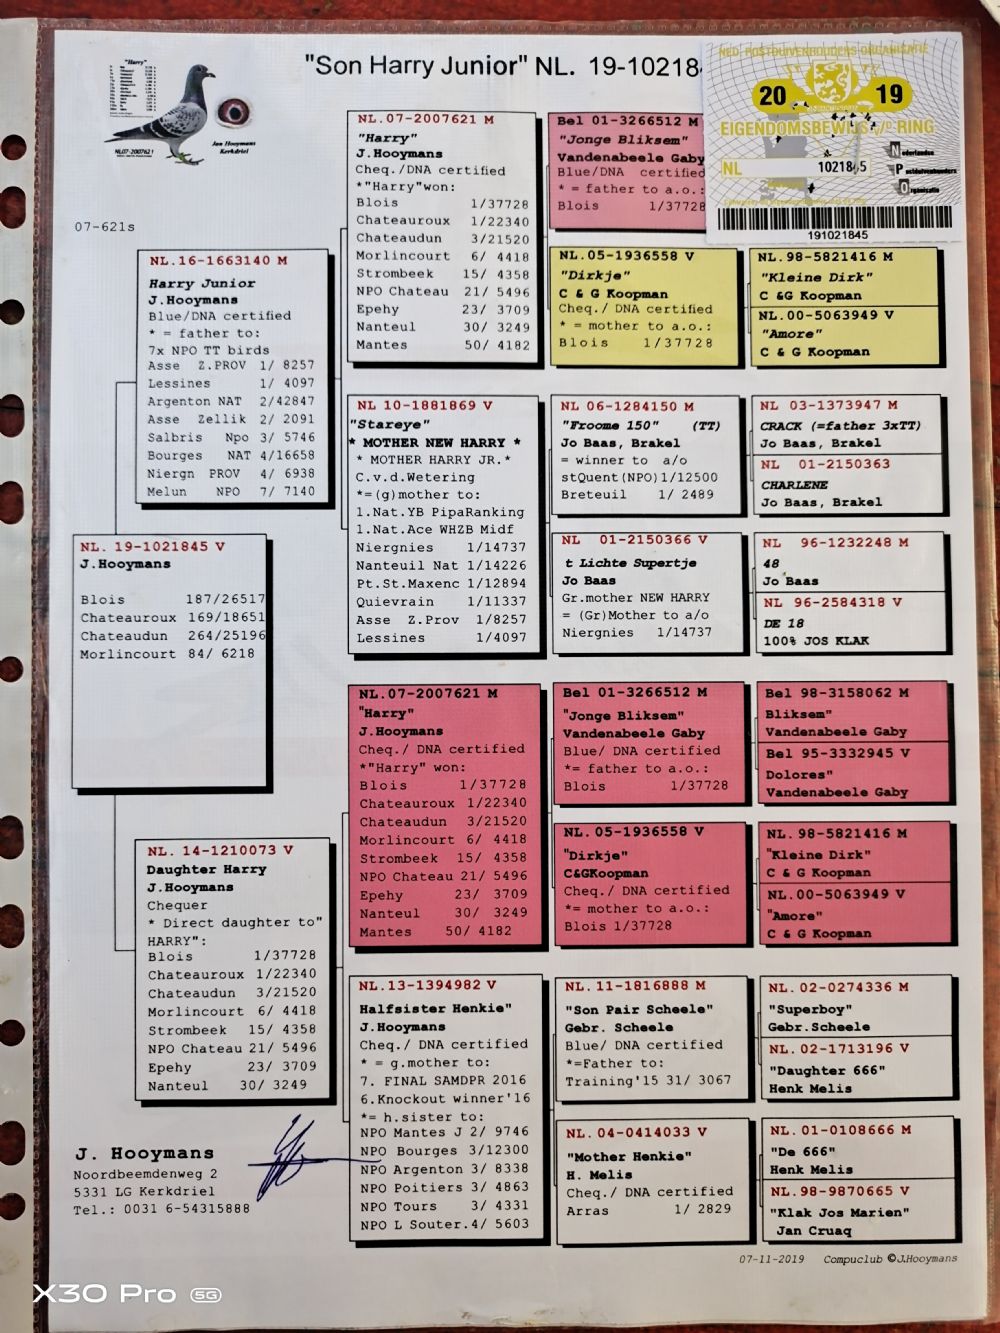 "Son Harry Junior" NL. 19-102184
"Harry"
NL07-2007621
Jan Hooymans
Kerkdriel
NED. POSTDUIVENHOUDERS ORGANISATIE
20 19
EIGENDOMSBEWIJS v/d RING
NL 1021845
Nederlandse
Postduivenhouders
Organisatie
191021845
07-621s
NL. 19-1021845 V
J.Hooymans
Blois 187/26517
Chateauroux 169/18651
Chateaudun 264/25196
Morlincourt 84/ 6218
NL.16-1663140 M
Harry Junior
J.Hooymans
Blue/DNA certified
* = father to:
7x NPO TT birds
Asse Z.PROV 1/ 8257
Lessines 1/ 4097
Argenton NAT 2/42847
Asse Zellik 2/ 2091
Salbris Npo 3/ 5746
Bourges NAT 4/16658
Niergn PROV 4/ 6938
Melun NPO 7/ 7140
NL. 14-1210073 V
Daughter Harry
J.Hooymans
Chequer
* Direct daughter to"
HARRY":
Blois 1/37728
Chateauroux 1/22340
Chateaudun 3/21520
Morlincourt 6/ 4418
Strombeek 15/ 4358
NPO Chateau 21/ 5496
Epehy 23/ 3709
Nanteul 30/ 3249
NL.07-2007621 M
"Harry"
J.Hooymans
Cheq./DNA certified
*"Harry"won:
Blois 1/37728
Chateauroux 1/22340
Chateaudun 3/21520
Morlincourt 6/ 4418
Strombeek 15/ 4358
NPO Chateau 21/ 5496
Epehy 23/ 3709
Nanteul 30/ 3249
Mantes 50/ 4182
NL 10-1881869 V
"Stareye"
* MOTHER NEW HARRY *
* MOTHER HARRY JR.*
C.v.d.Wetering
*=(g)mother to:
1.Nat.YB PipaRanking
1.Nat.Ace WHZB Midf
Niergnies 1/14737
Nanteuil Nat 1/14226
Pt.St.Maxenc 1/12894
Quievrain 1/11337
Asse Z.Prov 1/8257
Lessines 1/4097
NL.07-2007621 M
"Harry"
J.Hooymans
Cheq./ DNA certified
*"Harry" won:
Blois 1/37728
Chateauroux 1/22340
Chateaudun 3/21520
Morlincourt 6/ 4418
Strombeek 15/ 4358
NPO Chateau 21/ 5496
Epehy 23/ 3709
Nanteul 30/ 3249
Mantes 50/ 4182
NL.13-1394982 V
Halfsister Henkie"
J.Hooymans
Cheq./ DNA certified
* = g.mother to:
7. FINAL SAMDPR 2016
6.Knockout winner'16
*= h.sister to:
NPO Mantes J 2/ 9746
NPO Bourges 3/12300
NPO Argenton 3/ 8338
NPO Poitiers 3/ 4863
NPO Tours 3/ 4331
NPO L Souter.4/ 5603
Bel 01-3266512 M
"Jonge Bliksem"
Vandenabeele Gaby
Blue/DNA certified
* = father to a.o.:
Blois 1/37728
NL.05-1936558 V
"Dirkje"
C & G Koopman
Cheq./ DNA certified
* = mother to a.o.:
Blois 1/37728
NL 06-1284150 M
"Froome 150" (TT)
Jo Baas, Brakel
= winner to a/o
stQuent(NPO)1/12500
Breteuil 1/ 2489
NL 01-2150366 V
t Lichte Supertje
Jo Baas
Gr.mother NEW HARRY
= (Gr)Mother to a/o
Niergnies 1/14737
Bel 01-3266512 M
"Jonge Bliksem"
Vandenabeele Gaby
Blue/ DNA certified
*= father to a.o.:
Blois 1/37728
NL.05-1936558 V
"Dirkje"
C&GKoopman
Cheq./ DNA certified
*= mother to a.o.:
Blois 1/37728
NL. 11-1816888 M
"Son Pair Scheele"
Gebr. Scheele
Blue/ DNA certified
*=Father to:
Training'15 31/ 3067
NL. 04-0414033 V
"Mother Henkie"
H. Melis
Cheq./ DNA certified
Arras 1/ 2829
NL.98-5821416 M
"Kleine Dirk"
C &G Koopman
NL.00-5063949 V
"Amore"
C & G Koopman
NL 03-1373947 M
CRACK (=father 3xTT)
Jo Baas, Brakel
NL 01-2150363
CHARLENE
Jo Baas, Brakel
NL 96-1232248 M
48
Jo Baas
NL 96-2584318 V
DE 18
100% JOS KLAK
Bel 98-3158062 M
Bliksem"
Vandenabeele Gaby
Bel 95-3332945 V
Dolores"
Vandenabeele Gaby
NL. 98-5821416 M
"Kleine Dirk"
C & G Koopman
NL.00-5063949 V
"Amore"
C & G Koopman
NL. 02-0274336 M
"Superboy"
Gebr.Scheele
NL. 02-1713196 V
"Daughter 666"
Henk Melis
NL. 01-0108666 M
"De 666"
Henk Melis
NL.98-9870665 V
"Klak Jos Marien"
Jan Cruaq
J. Hooymans
Noordbeemdenweg 2
5331 LG Kerkdriel
Tel.: 0031 6-54315888
07-11-2019 Compuclub ©J.Hooymans
X30 Pro 5G